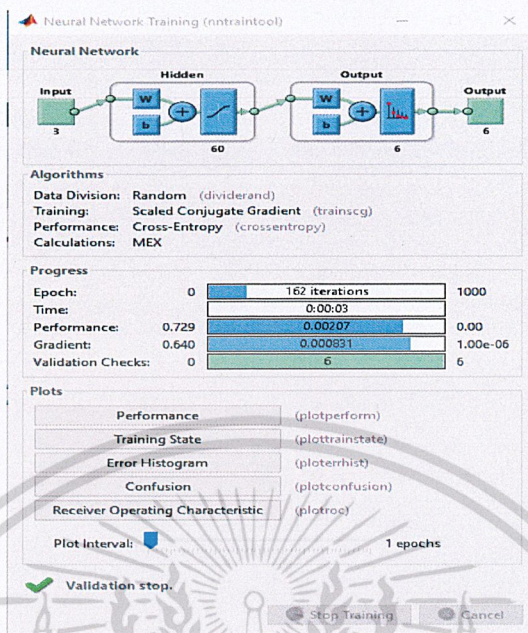 Neural Network Training (nntraintool)
Neural Network
Hidden
Output
Input
Output
W
W
b
b
3
60
6
6
Algorithms
Data Division: Random (dividerand)
Training: Scaled Conjugate Gradient (trainscg)
Performance: Cross-Entropy (crossentropy)
Calculations: MEX
Progress
Epoch: 0 162 iterations 1000
Time: 0:00:03
Performance: 0.729 0.00207 0.00
Gradient: 0.640 0.000831 1.00e-06
Validation Checks: 0 6 6
Plots
Performance (plotperform)
Training State (plottrainstate)
Error Histogram (ploterrhist)
Confusion (plotconfusion)
Receiver Operating Characteristic (plotroc)
Plot Interval: 1 epochs
Validation stop.
Stop Training Cancel